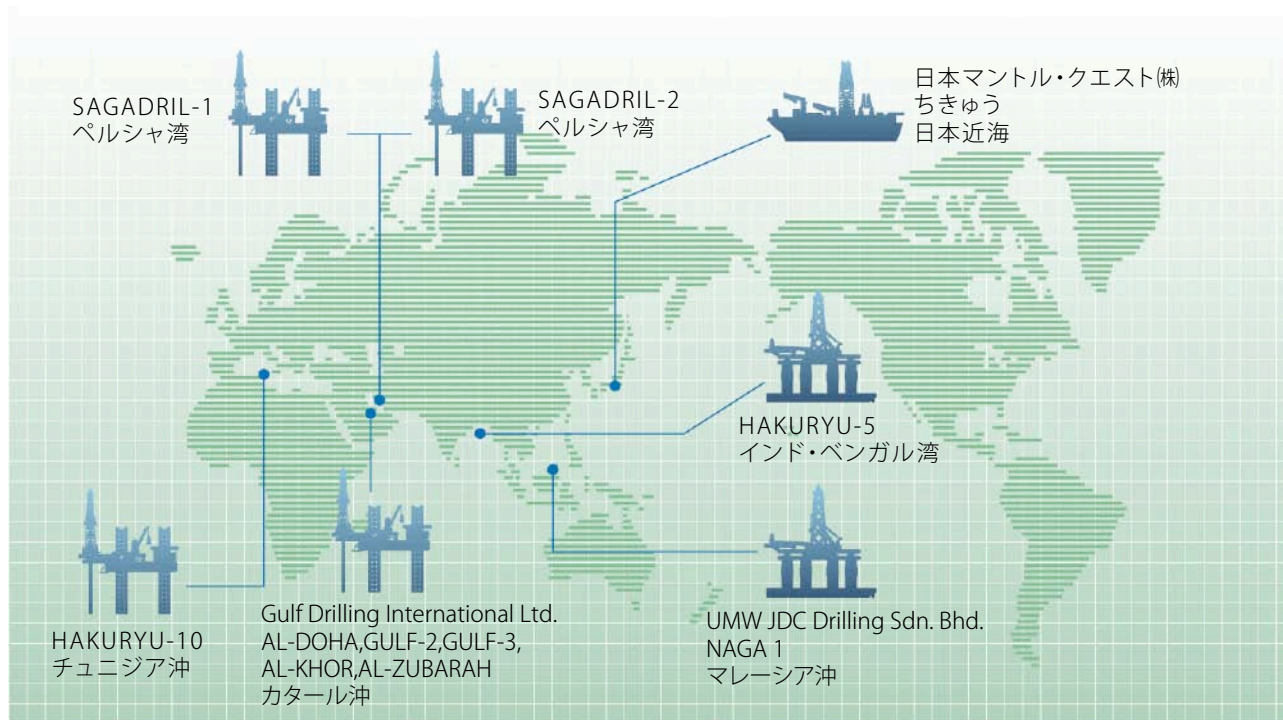 SAGADRIL-1
ペルシャ湾
SAGADRIL-2
ペルシャ湾
日本マントル・クエスト㈱
ちきゅう
日本近海
HAKURYU-5
インド・ベンガル湾
HAKURYU-10
チュニジア沖
Gulf Drilling International Ltd.
AL-DOHA,GULF-2,GULF-3,
AL-KHOR,AL-ZUBARAH
カタール沖
UMW JDC Drilling Sdn. Bhd.
NAGA 1
マレーシア沖